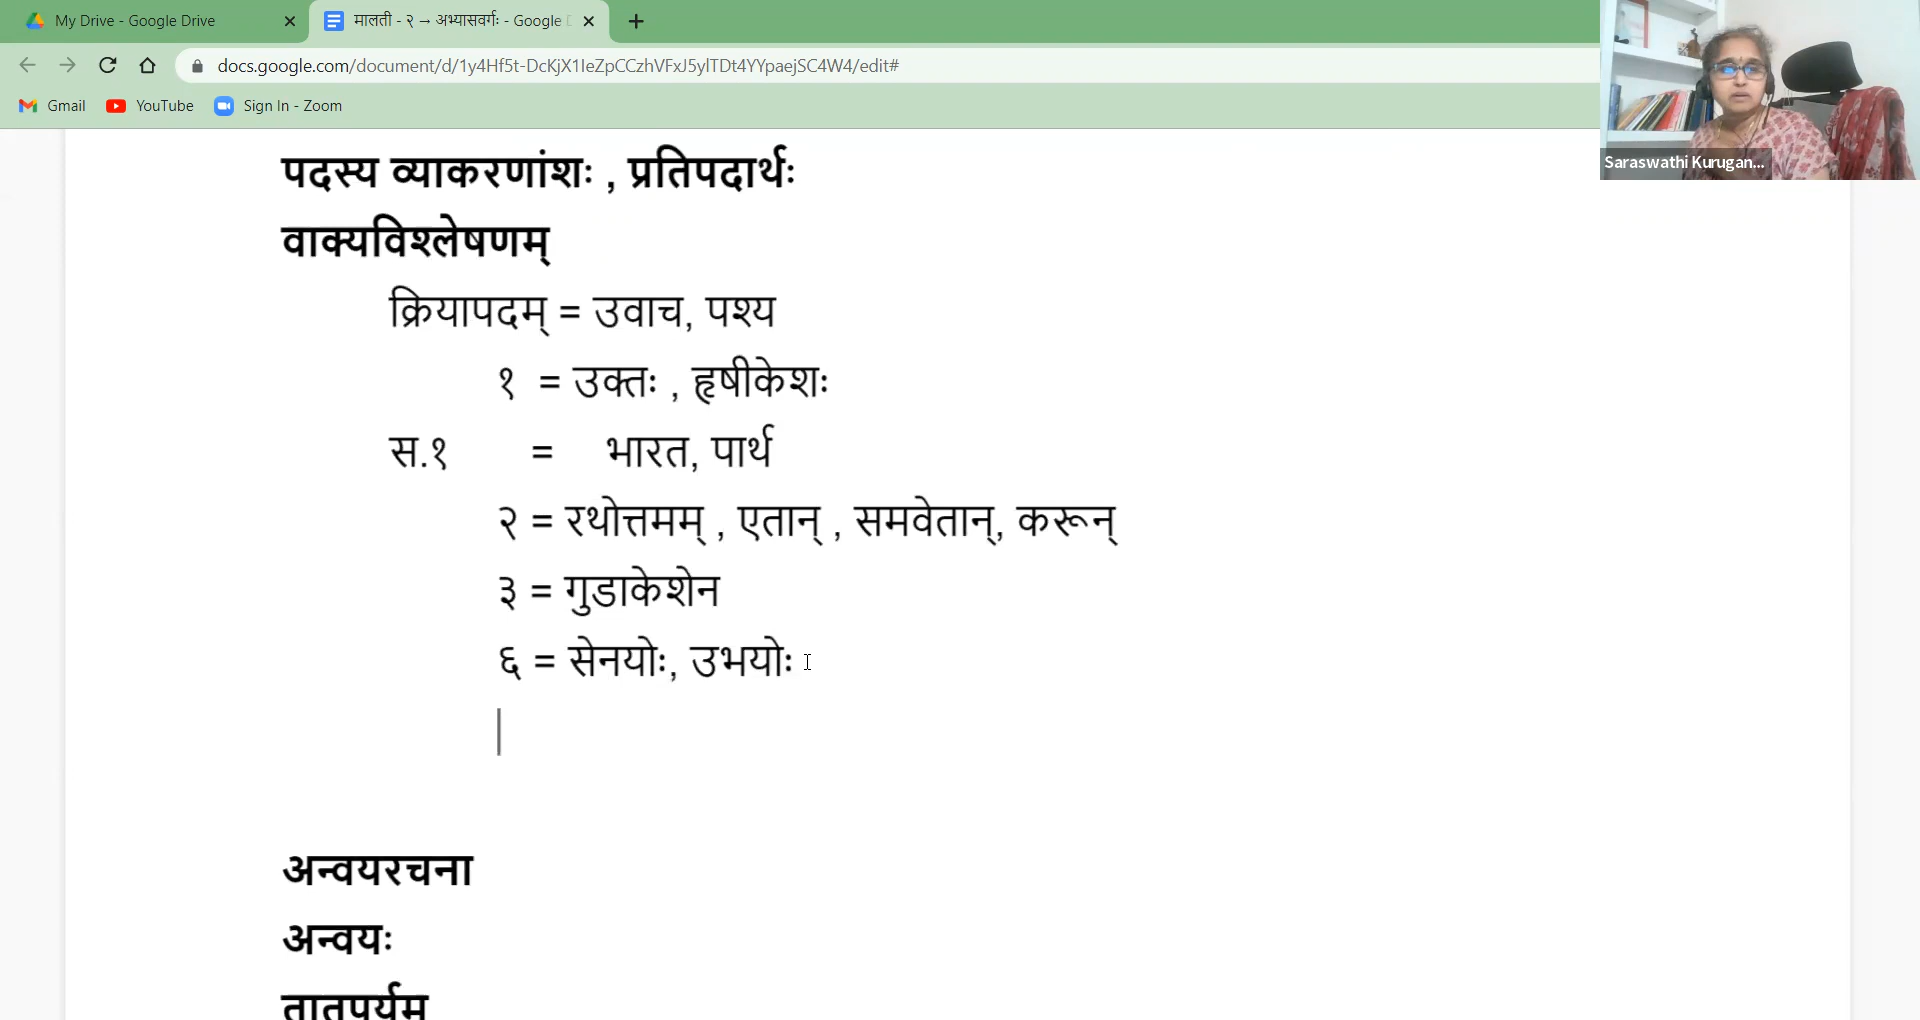 My Drive - Google Drive
मालती - २ → अभ्यासवर्गः - Google
docs.google.com/document/d/1y4Hf5t-DcKjX1IeZpCCzhVFxJ5ylTDt4YYpaejSC4W4/edit#
Gmail YouTube Sign In - Zoom
Saraswathi Kurugan...
पदस्य व्याकरणांशः , प्रतिपदार्थः
वाक्यविश्लेषणम्
क्रियापदम् = उवाच, पश्य
१ = उक्तः , हृषीकेशः
स.१ = भारत, पार्थ
२ = रथोत्तमम् , एतान् , समवेतान्, करून्
३ = गुडाकेशेन
६ = सेनयोः, उभयोः
अन्वयरचना
अन्वयः
तात्पर्यम्